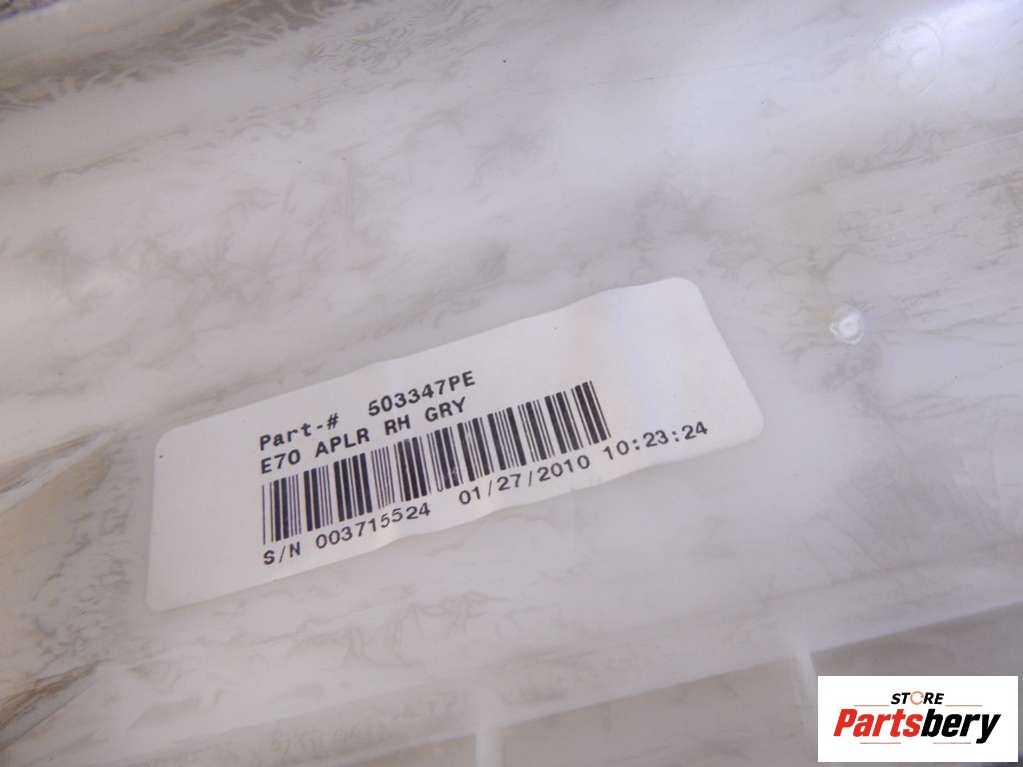 Part-# 503347PE
E70 APLR RH GRY
S/N 003715524 01/27/2010 10:23:24
STORE
Partsbery